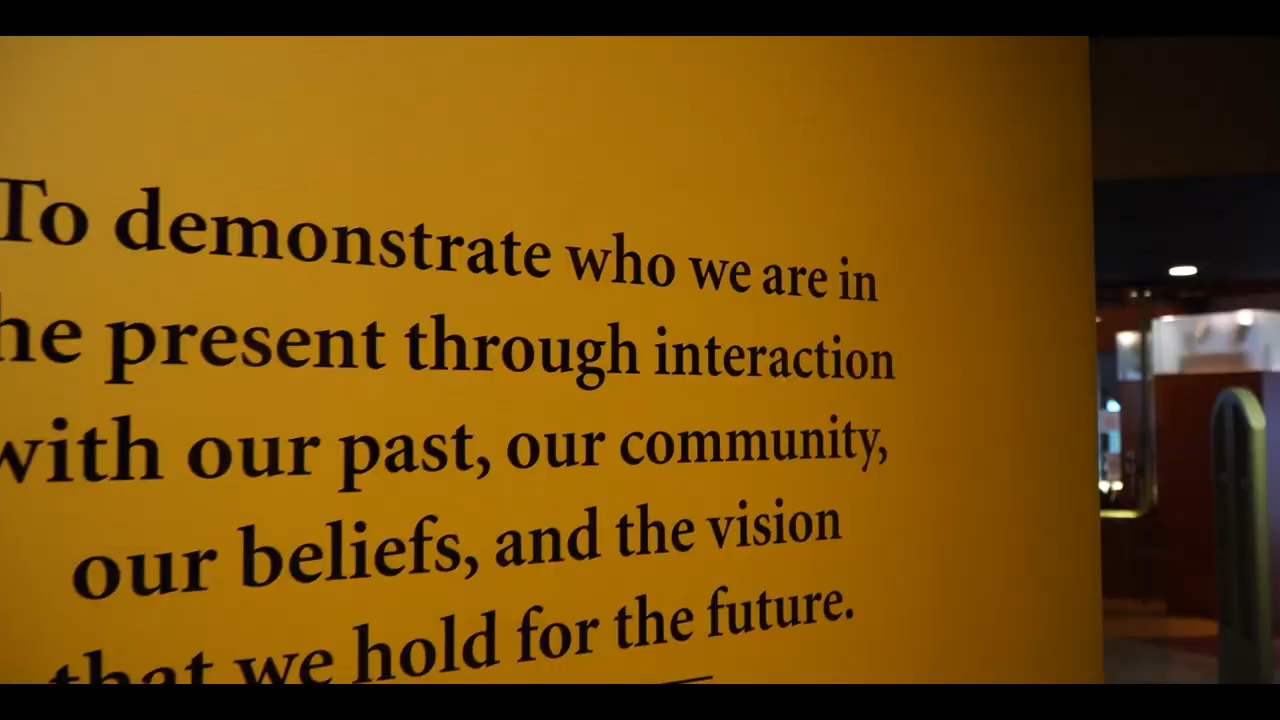 To demonstrate who we are in
he present through interaction
with our past, our community,
our beliefs, and the vision
that we hold for the future.